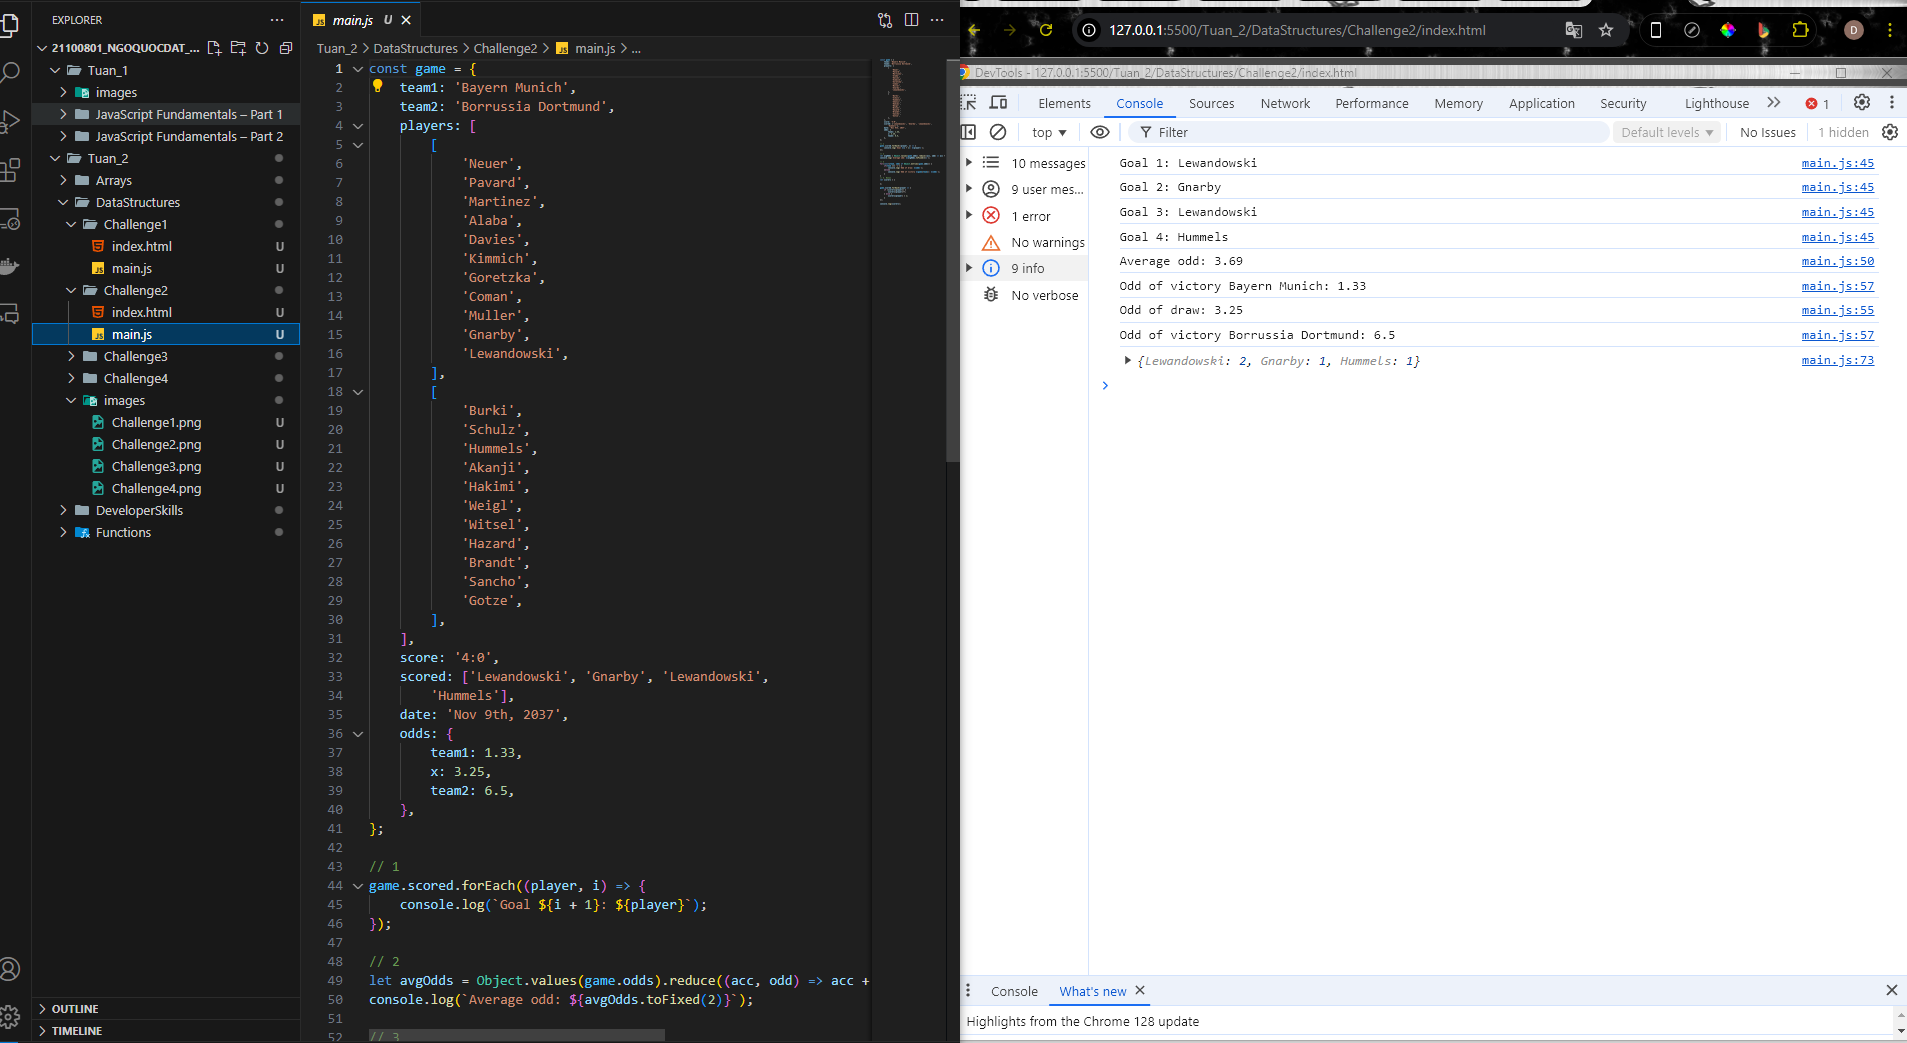 EXPLORER
21100801_NGOQUOCDAT_...
Tuan_1
images
JavaScript Fundamentals – Part 1
JavaScript Fundamentals – Part 2
Tuan_2
Arrays
DataStructures
Challenge1
index.html U
main.js U
Challenge2
index.html U
main.js U
Challenge3
Challenge4
images
Challenge1.png U
Challenge2.png U
Challenge3.png U
Challenge4.png U
DeveloperSkills
Functions
OUTLINE
TIMELINE
main.js U
Tuan_2 > DataStructures > Challenge2 > main.js > ...
1 const game = {
2 team1: 'Bayern Munich',
3 team2: 'Borrussia Dortmund',
4 players: [
5 [
6 'Neuer',
7 'Pavard',
8 'Martinez',
9 'Alaba',
10 'Davies',
11 'Kimmich',
12 'Goretzka',
13 'Coman',
14 'Muller',
15 'Gnarby',
16 'Lewandowski',
17 ],
18 [
19 'Burki',
20 'Schulz',
21 'Hummels',
22 'Akanji',
23 'Hakimi',
24 'Weigl',
25 'Witsel',
26 'Hazard',
27 'Brandt',
28 'Sancho',
29 'Gotze',
30 ],
31 ],
32 score: '4:0',
33 scored: ['Lewandowski', 'Gnarby', 'Lewandowski',
34 'Hummels'],
35 date: 'Nov 9th, 2037',
36 odds: {
37 team1: 1.33,
38 x: 3.25,
39 team2: 6.5,
40 },
41 };
42
43 // 1
44 game.scored.forEach((player, i) => {
45 console.log(`Goal ${i + 1}: ${player}`);
46 });
47
48 // 2
49 let avgOdds = Object.values(game.odds).reduce((acc, odd) => acc +
50 console.log(`Average odd: ${avgOdds.toFixed(2)}`);
51
52 // 3
127.0.0.1:5500/Tuan_2/DataStructures/Challenge2/index.html
D
DevTools - 127.0.0.1:5500/Tuan_2/DataStructures/Challenge2/index.html
Elements Console Sources Network Performance Memory Application Security Lighthouse 1
top Filter Default levels No Issues 1 hidden
10 messages
9 user mes...
1 error
No warnings
9 info
No verbose
Goal 1: Lewandowski main.js:45
Goal 2: Gnarby main.js:45
Goal 3: Lewandowski main.js:45
Goal 4: Hummels main.js:45
Average odd: 3.69 main.js:50
Odd of victory Bayern Munich: 1.33 main.js:57
Odd of draw: 3.25 main.js:55
Odd of victory Borrussia Dortmund: 6.5 main.js:57
{Lewandowski: 2, Gnarby: 1, Hummels: 1} main.js:73
Console What's new
Highlights from the Chrome 128 update